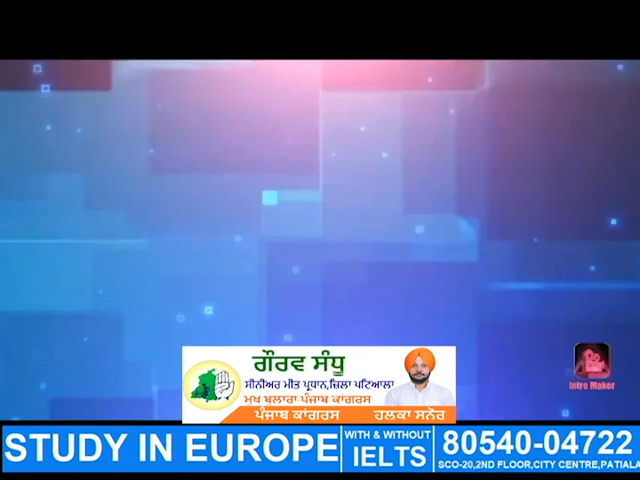 Intro Maker
ਗੌਰਵ ਸੰਧੂ
ਸੀਨੀਅਰ ਮੀਤ ਪ੍ਰਧਾਨ,ਜ਼ਿਲਾ ਪਟਿਆਲਾ
ਮੁਖ ਬੁਲਾਰਾ ਪੰਜਾਬ ਕਾਂਗਰਸ
ਪੰਜਾਬ ਕਾਂਗਰਸ ਹਲਕਾ ਸਨੌਰ
STUDY IN EUROPE
WITH & WITHOUT
IELTS
80540-04722
SCO-20,2ND FLOOR,CITY CENTRE,PATIALA